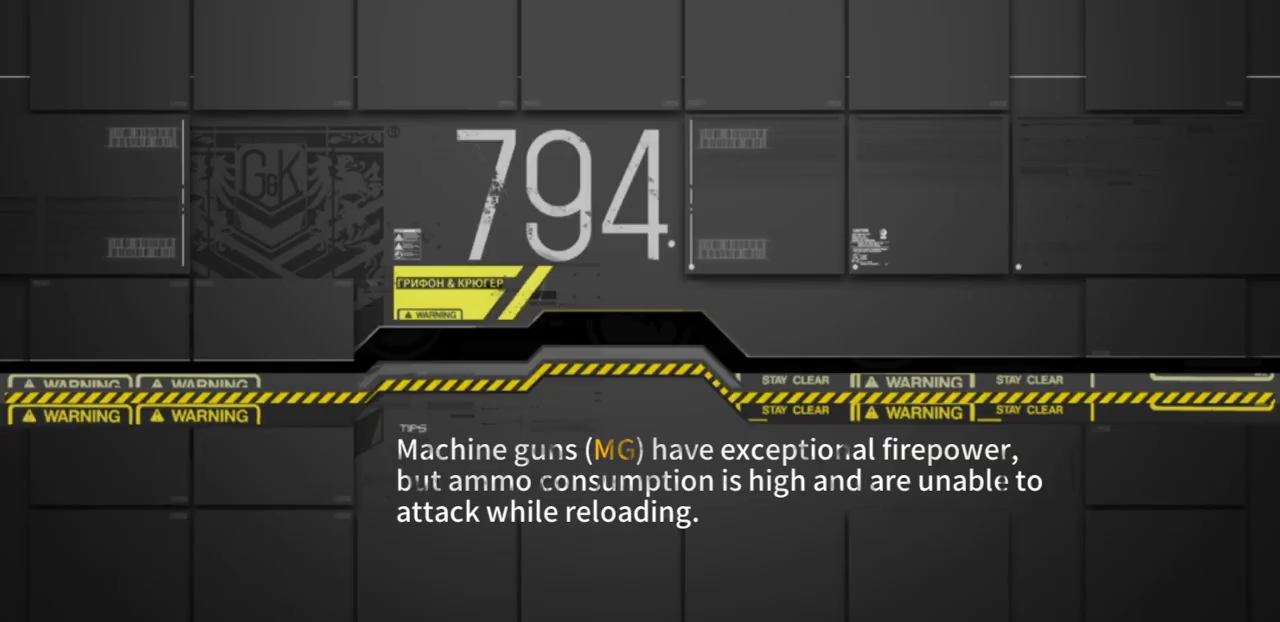 G&K
794.
ГРИФОН & КРЮГЕР
WARNING
WARNING WARNING
STAY CLEAR WARNING STAY CLEAR
WARNING WARNING
STAY CLEAR WARNING STAY CLEAR
TIPS
Machine guns (MG) have exceptional firepower,
but ammo consumption is high and are unable to
attack while reloading.